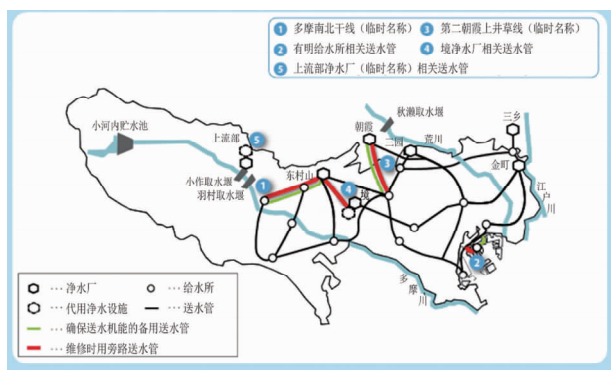 ① 多摩南北干线（临时名称） ③ 第二朝霞上井草线（临时名称）
② 有明给水所相关送水管 ④ 境净水厂相关送水管
⑤ 上流部净水厂（临时名称）相关送水管
秋濑取水堰
三乡
朝霞
荒川
二园
小河内贮水池
上流部
⑤
③
金町
小作取水堰
东村山
江户川
羽村取水堰
①
④
境
②
多摩川
…净水厂 …给水所
…代用净水设施 …送水管
…确保送水机能的备用送水管
…维修时用旁路送水管